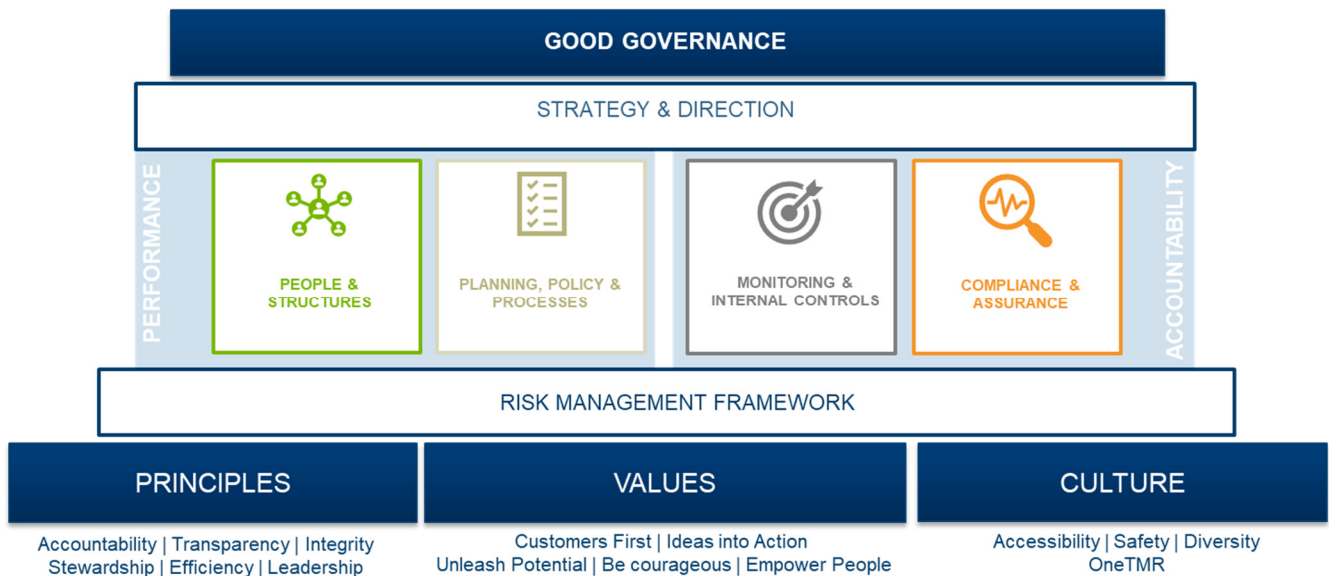 GOOD GOVERNANCE
STRATEGY & DIRECTION
PERFORMANCE
PEOPLE &
STRUCTURES
PLANNING, POLICY &
PROCESSES
MONITORING &
INTERNAL CONTROLS
COMPLIANCE &
ASSURANCE
ACCOUNTABILITY
RISK MANAGEMENT FRAMEWORK
PRINCIPLES
Accountability | Transparency | Integrity
Stewardship | Efficiency | Leadership
VALUES
Customers First | Ideas into Action
Unleash Potential | Be courageous | Empower People
CULTURE
Accessibility | Safety | Diversity
OneTMR